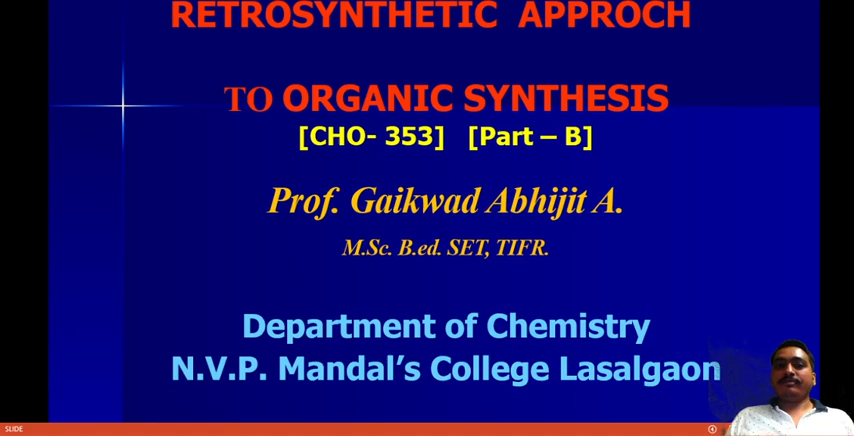 RETROSYNTHETIC APPROCH
TO ORGANIC SYNTHESIS
[CHO- 353] [Part – B]
Prof. Gaikwad Abhijit A.
M.Sc. B.ed. SET, TIFR.
Department of Chemistry
N.V.P. Mandal's College Lasalgaon
SLIDE